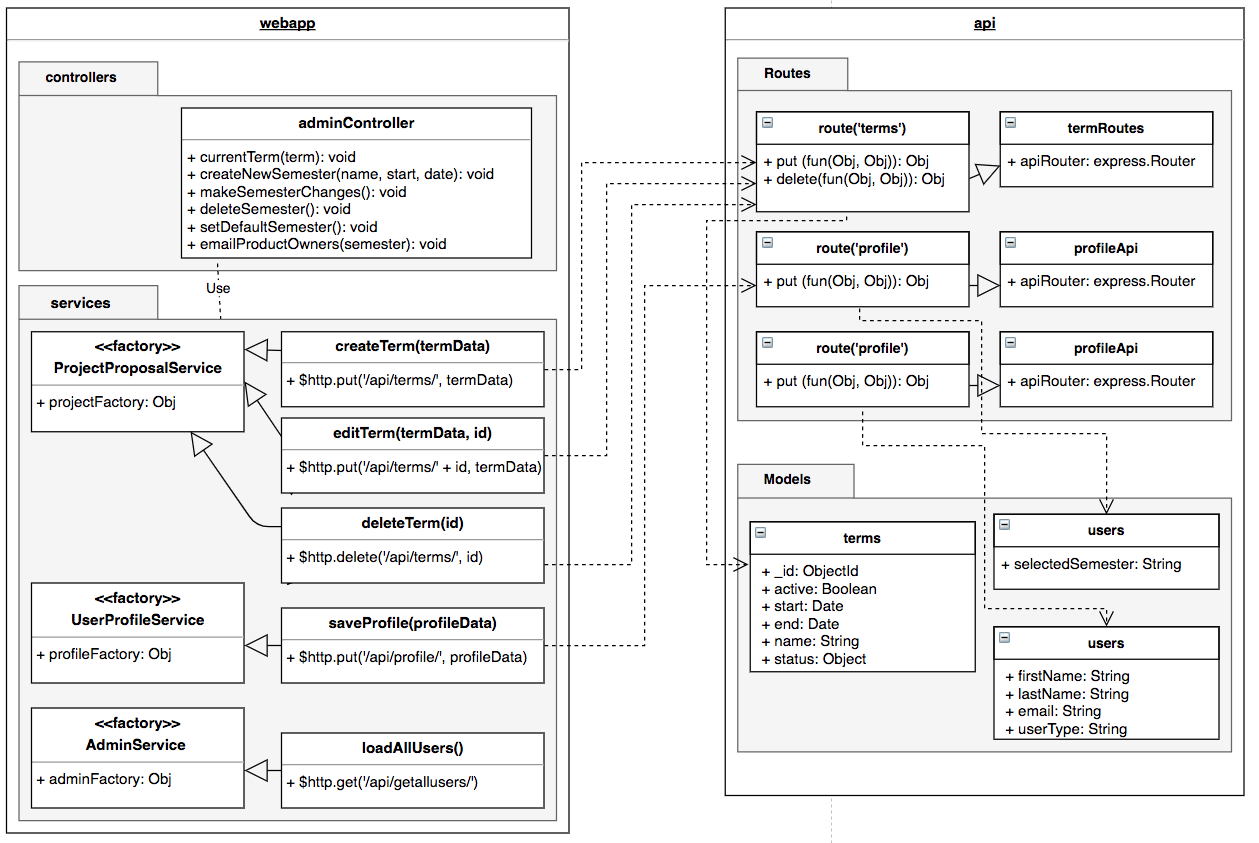 webapp
controllers
adminController
+ currentTerm(term): void
+ createNewSemester(name, start, date): void
+ makeSemesterChanges(): void
+ deleteSemester(): void
+ setDefaultSemester(): void
+ emailProductOwners(semester): void
Use
services
<<factory>>
ProjectProposalService
+ projectFactory: Obj
createTerm(termData)
+ $http.put('/api/terms/', termData)
editTerm(termData, id)
+ $http.put('/api/terms/' + id, termData)
deleteTerm(id)
+ $http.delete('/api/terms/', id)
<<factory>>
UserProfileService
+ profileFactory: Obj
saveProfile(profileData)
+ $http.put('/api/profile/', profileData)
<<factory>>
AdminService
+ adminFactory: Obj
loadAllUsers()
+ $http.get('/api/getallusers/')
api
Routes
route('terms')
+ put (fun(Obj, Obj)): Obj
+ delete(fun(Obj, Obj)): Obj
termRoutes
+ apiRouter: express.Router
route('profile')
+ put (fun(Obj, Obj)): Obj
profileApi
+ apiRouter: express.Router
route('profile')
+ put (fun(Obj, Obj)): Obj
profileApi
+ apiRouter: express.Router
Models
terms
+ _id: ObjectId
+ active: Boolean
+ start: Date
+ end: Date
+ name: String
+ status: Object
users
+ selectedSemester: String
users
+ firstName: String
+ lastName: String
+ email: String
+ userType: String